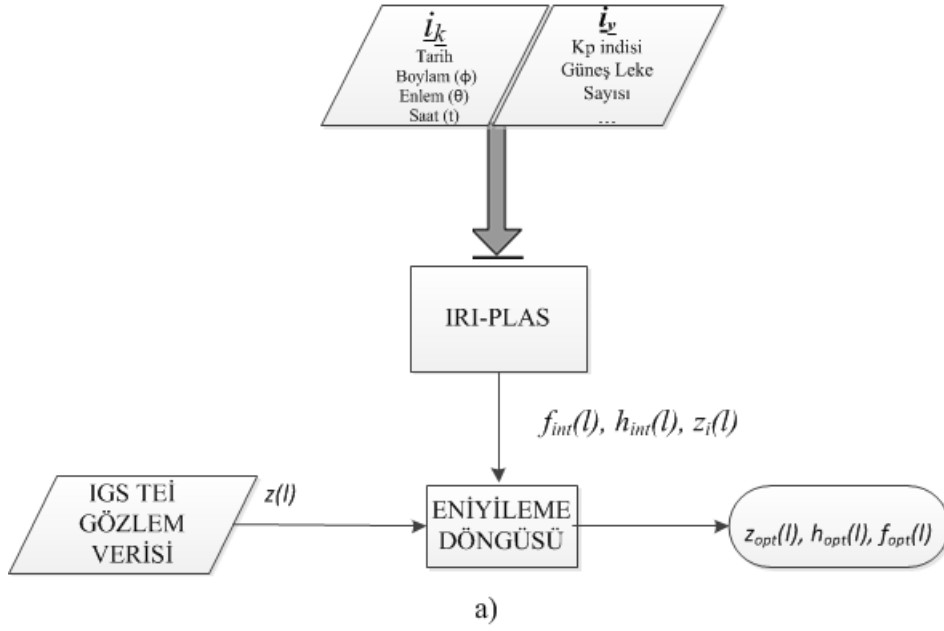 i_k
Tarih
Boylam (ϕ)
Enlem (θ)
Saat (t)
i_v
Kp indisi
Güneş Leke
Sayısı
...
IRI-PLAS
f_int(l), h_int(l), z_i(l)
IGS TEİ
GÖZLEM
VERİSİ
z(l)
ENİYİLEME
DÖNGÜSÜ
z_opt(l), h_opt(l), f_opt(l)
a)